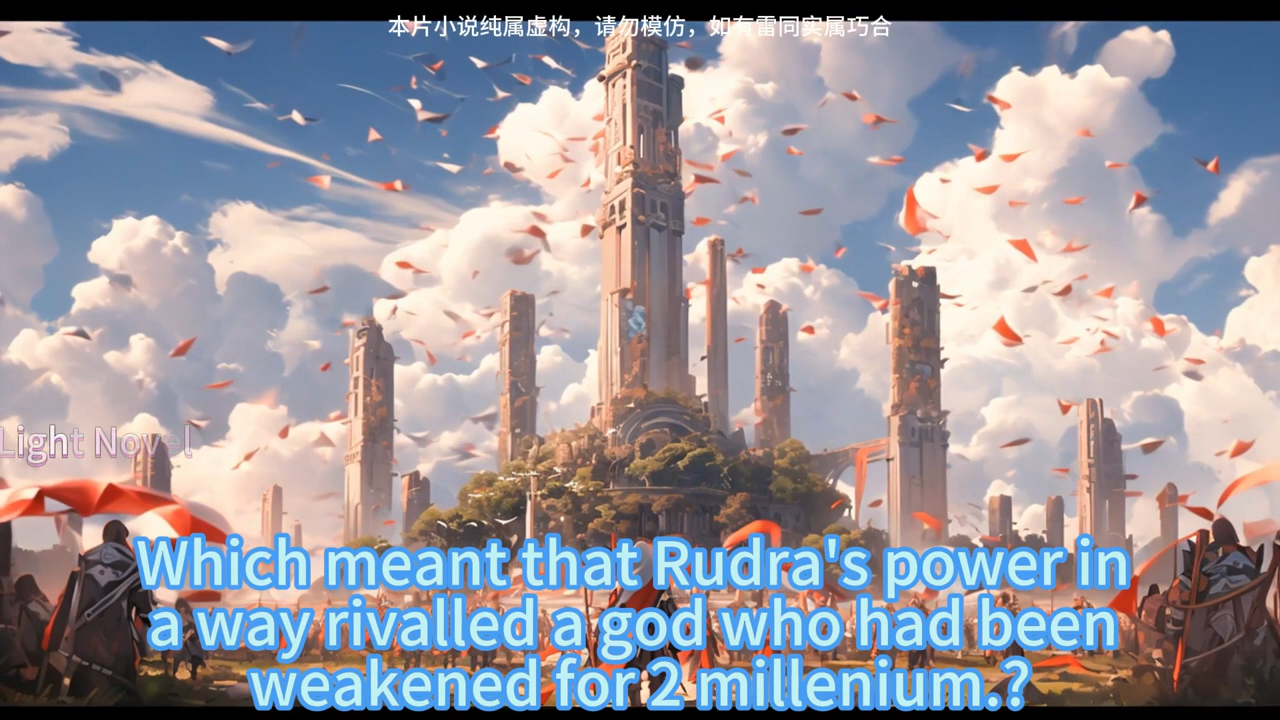 本片小说纯属虚构，请勿模仿，如有雷同实属巧合
Light Novel
Which meant that Rudra's power in
a way rivalled a god who had been
weakened for 2 millenium.?